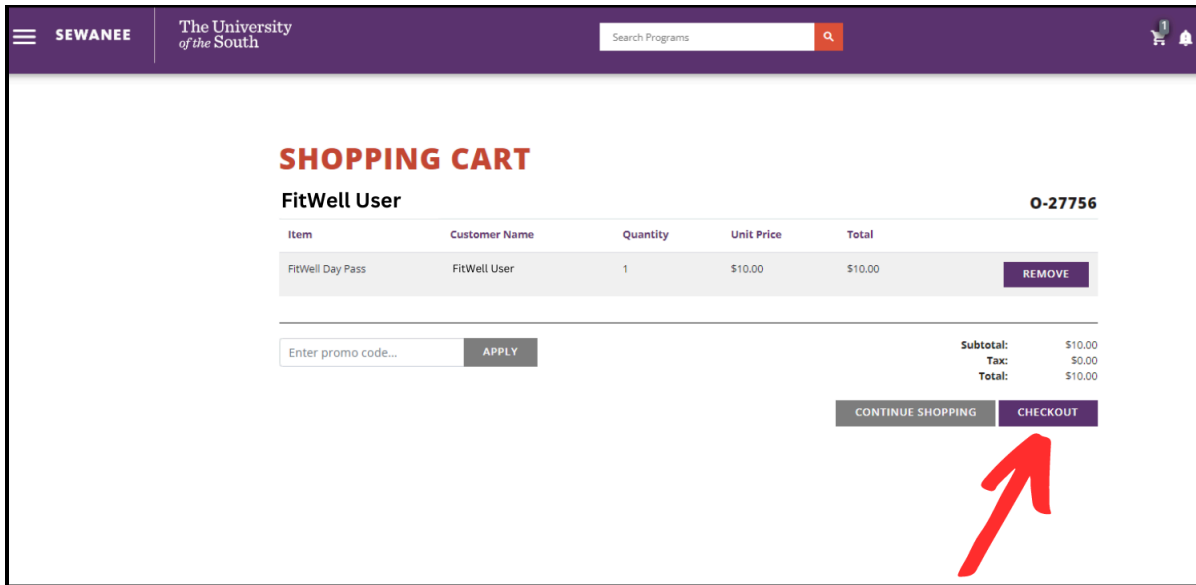 SEWANEE
The University
of the South
Search Programs
1
SHOPPING CART
FitWell User
O-27756
Item Customer Name Quantity Unit Price Total
FitWell Day Pass FitWell User 1 $10.00 $10.00 REMOVE
Enter promo code... APPLY
Subtotal: $10.00
Tax: $0.00
Total: $10.00
CONTINUE SHOPPING CHECKOUT